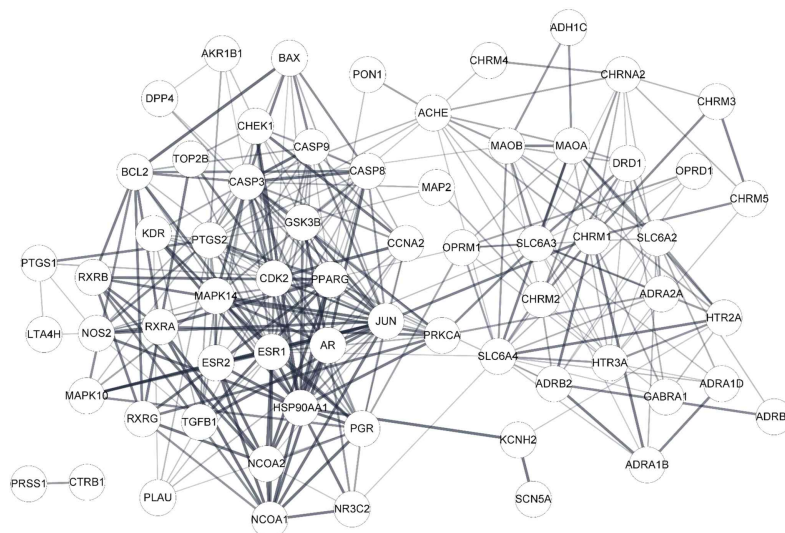 ADH1C
AKR1B1
BAX
CHRM4
PON1
CHRNA2
DPP4
CHRM3
ACHE
CHEK1
MAOB
MAOA
CASP9
TOP2B
DRD1
BCL2
CASP3
CASP8
OPRD1
MAP2
CHRM5
GSK3B
KDR
PTGS2
CCNA2
OPRM1
SLC6A3
CHRM1
SLC6A2
PTGS1
RXRB
CDK2
PPARG
MAPK14
CHRM2
ADRA2A
LTA4H
NOS2
RXRA
JUN
PRKCA
HTR2A
ESR2
ESR1
AR
SLC6A4
HTR3A
MAPK10
ADRB2
GABRA1
ADRA1D
HSP90AA1
RXRG
TGFB1
PGR
ADRB
KCNH2
NCOA2
ADRA1B
PRSS1
CTRB1
PLAU
NCOA1
NR3C2
SCN5A